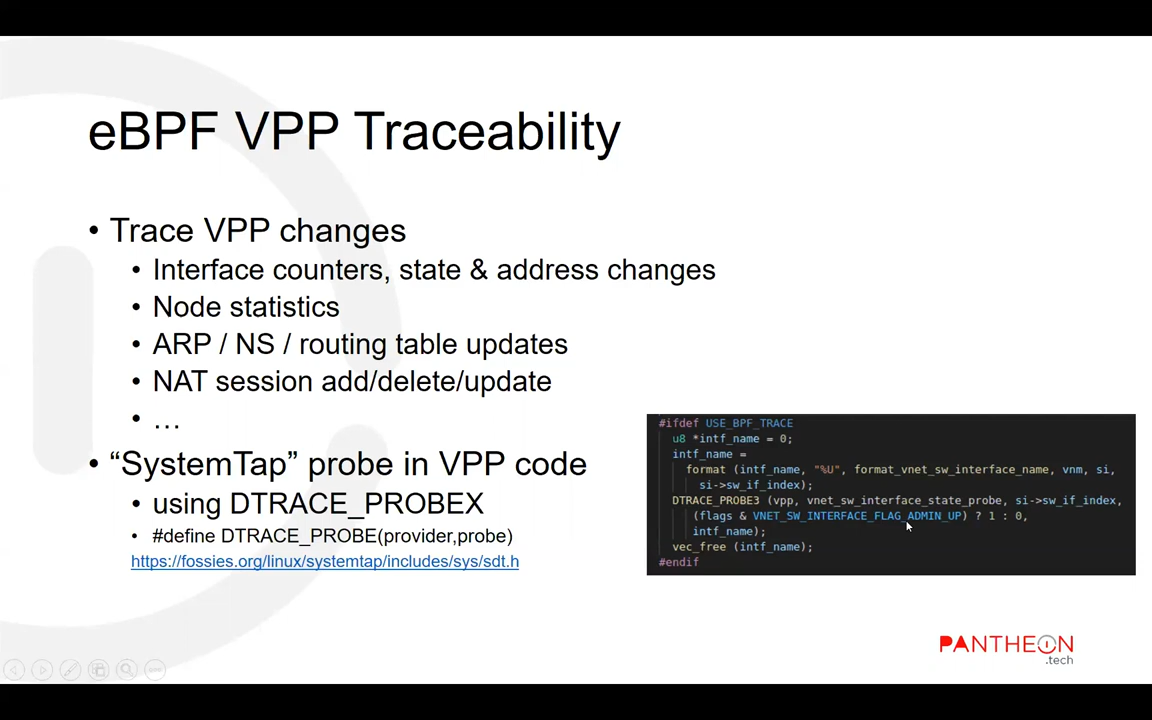 eBPF VPP Traceability
• Trace VPP changes
• Interface counters, state & address changes
• Node statistics
• ARP / NS / routing table updates
• NAT session add/delete/update
• …
• “SystemTap” probe in VPP code
• using DTRACE_PROBEX
• #define DTRACE_PROBE(provider,probe)
https://fossies.org/linux/systemtap/includes/sys/sdt.h
#ifdef USE_BPF_TRACE
u8 *intf_name = 0;
intf_name =
format (intf_name, "%U", format_vnet_sw_interface_name, vnm, si,
si->sw_if_index);
DTRACE_PROBE3 (vpp, vnet_sw_interface_state_probe, si->sw_if_index,
(flags & VNET_SW_INTERFACE_FLAG_ADMIN_UP) ? 1 : 0,
intf_name);
vec_free (intf_name);
#endif
PANTHEON
.tech